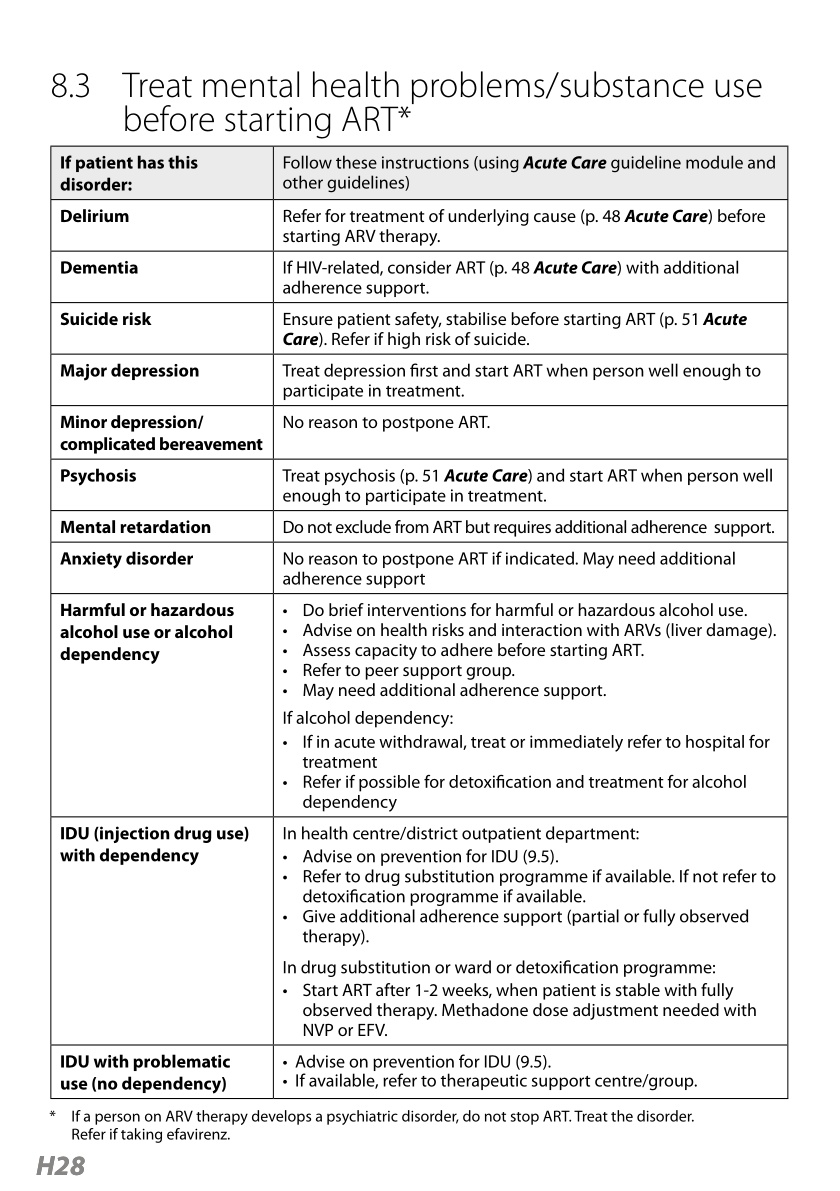 8.3 Treat mental health problems/substance use
before starting ART*
If patient has this
disorder:
Follow these instructions (using Acute Care guideline module and
other guidelines)
Delirium
Refer for treatment of underlying cause (p. 48 Acute Care) before
starting ARV therapy.
Dementia
If HIV-related, consider ART (p. 48 Acute Care) with additional
adherence support.
Suicide risk
Ensure patient safety, stabilise before starting ART (p. 51 Acute
Care). Refer if high risk of suicide.
Major depression
Treat depression first and start ART when person well enough to
participate in treatment.
Minor depression/
complicated bereavement
No reason to postpone ART.
Psychosis
Treat psychosis (p. 51 Acute Care) and start ART when person well
enough to participate in treatment.
Mental retardation
Do not exclude from ART but requires additional adherence support.
Anxiety disorder
No reason to postpone ART if indicated. May need additional
adherence support
Harmful or hazardous
alcohol use or alcohol
dependency
• Do brief interventions for harmful or hazardous alcohol use.
• Advise on health risks and interaction with ARVs (liver damage).
• Assess capacity to adhere before starting ART.
• Refer to peer support group.
• May need additional adherence support.
If alcohol dependency:
• If in acute withdrawal, treat or immediately refer to hospital for
treatment
• Refer if possible for detoxification and treatment for alcohol
dependency
IDU (injection drug use)
with dependency
In health centre/district outpatient department:
• Advise on prevention for IDU (9.5).
• Refer to drug substitution programme if available. If not refer to
detoxification programme if available.
• Give additional adherence support (partial or fully observed
therapy).
In drug substitution or ward or detoxification programme:
• Start ART after 1-2 weeks, when patient is stable with fully
observed therapy. Methadone dose adjustment needed with
NVP or EFV.
IDU with problematic
use (no dependency)
• Advise on prevention for IDU (9.5).
• If available, refer to therapeutic support centre/group.
* If a person on ARV therapy develops a psychiatric disorder, do not stop ART. Treat the disorder.
Refer if taking efavirenz.
H28